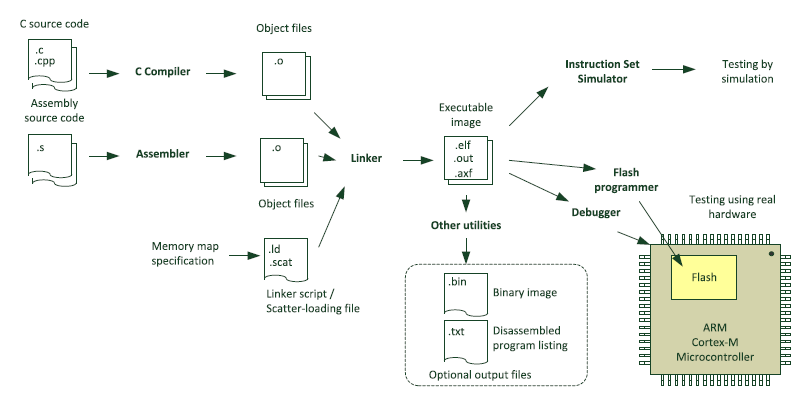 C source code
.c
.cpp
C Compiler
Object files
.o
Assembly
source code
.s
Assembler
.o
Object files
Linker
Memory map
specification
.ld
.scat
Linker script /
Scatter-loading file
Executable
image
.elf
.out
.axf
Instruction Set
Simulator
Testing by
simulation
Flash
programmer
Debugger
Testing using real
hardware
Flash
ARM
Cortex-M
Microcontroller
Other utilities
.bin
Binary image
.txt
Disassembled
program listing
Optional output files